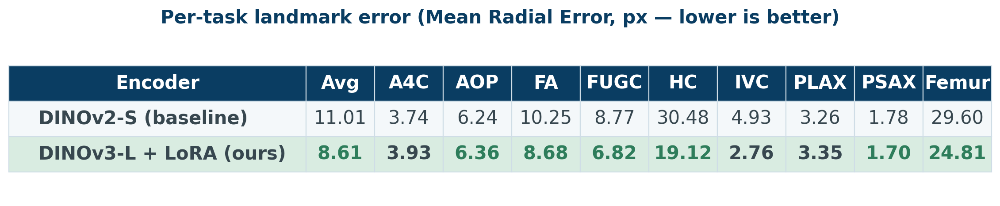 Per-task landmark error (Mean Radial Error, px — lower is better)
Encoder Avg A4C AOP FA FUGC HC IVC PLAX PSAX Femur
DINOv2-S (baseline) 11.01 3.74 6.24 10.25 8.77 30.48 4.93 3.26 1.78 29.60
DINOv3-L + LoRA (ours) 8.61 3.93 6.36 8.68 6.82 19.12 2.76 3.35 1.70 24.81